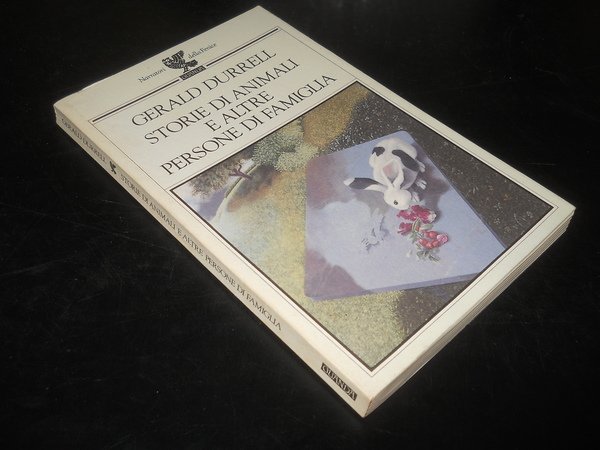 Narratori della Fenice
GUANDA
GERALD DURRELL
STORIE DI ANIMALI
E ALTRE
PERSONE DI FAMIGLIA
GERALD DURRELL STORIE DI ANIMALI E ALTRE PERSONE DI FAMIGLIA
GUANDA